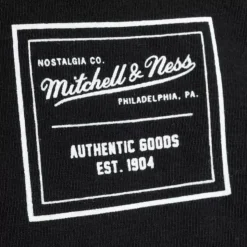 NOSTALGIA CO.
Mitchell & Ness
PHILADELPHIA, PA.
AUTHENTIC GOODS
EST. 1904